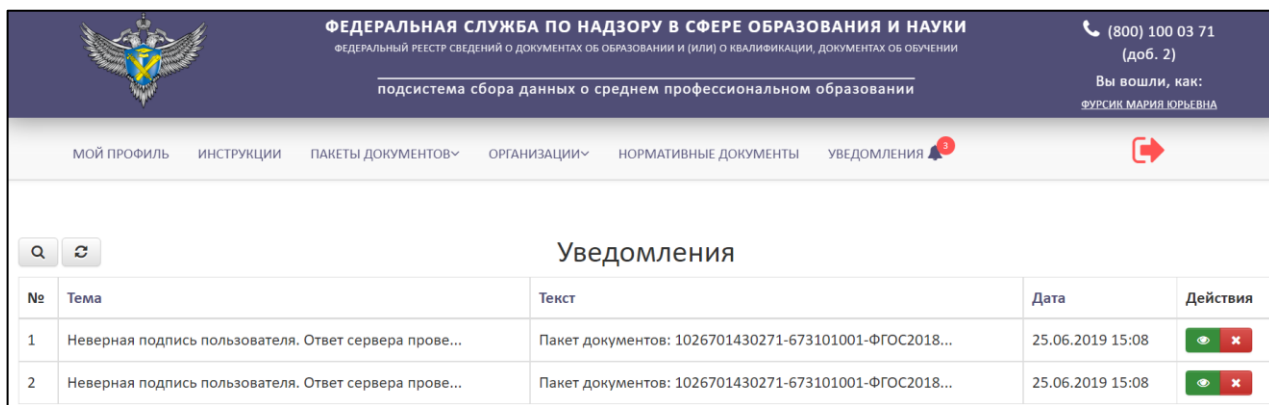 ФЕДЕРАЛЬНАЯ СЛУЖБА ПО НАДЗОРУ В СФЕРЕ ОБРАЗОВАНИЯ И НАУКИ
ФЕДЕРАЛЬНЫЙ РЕЕСТР СВЕДЕНИЙ О ДОКУМЕНТАХ ОБ ОБРАЗОВАНИИ И (ИЛИ) О КВАЛИФИКАЦИИ, ДОКУМЕНТАХ ОБ ОБУЧЕНИИ
подсистема сбора данных о среднем профессиональном образовании
(800) 100 03 71
(доб. 2)
Вы вошли, как:
ФУРСИК МАРИЯ ЮРЬЕВНА
МОЙ ПРОФИЛЬ ИНСТРУКЦИИ ПАКЕТЫ ДОКУМЕНТОВ ОРГАНИЗАЦИИ НОРМАТИВНЫЕ ДОКУМЕНТЫ УВЕДОМЛЕНИЯ 3
Уведомления
№ Тема Текст Дата Действия
1 Неверная подпись пользователя. Ответ сервера прове... Пакет документов: 1026701430271-673101001-ФГОС2018... 25.06.2019 15:08
2 Неверная подпись пользователя. Ответ сервера прове... Пакет документов: 1026701430271-673101001-ФГОС2018... 25.06.2019 15:08